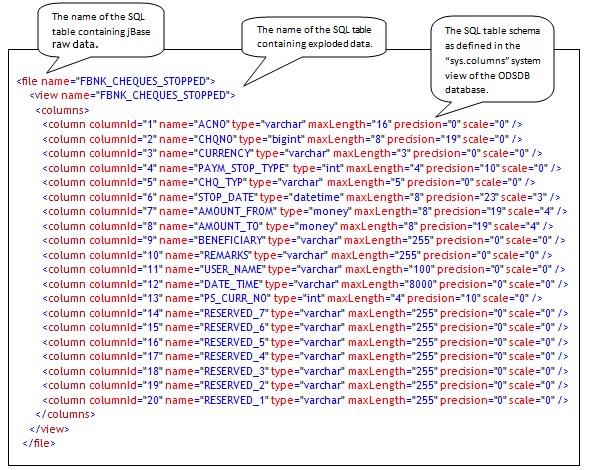 The name of the SQL
table containing jBase
raw data.
The name of the SQL table
containing exploded data.
The SQL table schema
as defined in the
“sys.columns” system
view of the ODSDB
database.
<file name="FBNK_CHEQUES_STOPPED">
<view name="FBNK_CHEQUES_STOPPED">
<columns>
<column columnId="1" name="ACNO" type="varchar" maxLength="16" precision="0" scale="0" />
<column columnId="2" name="CHQNO" type="bigint" maxLength="8" precision="19" scale="0" />
<column columnId="3" name="CURRENCY" type="varchar" maxLength="3" precision="0" scale="0" />
<column columnId="4" name="PAYM_STOP_TYPE" type="int" maxLength="4" precision="10" scale="0" />
<column columnId="5" name="CHQ_TYP" type="varchar" maxLength="5" precision="0" scale="0" />
<column columnId="6" name="STOP_DATE" type="datetime" maxLength="8" precision="23" scale="3" />
<column columnId="7" name="AMOUNT_FROM" type="money" maxLength="8" precision="19" scale="4" />
<column columnId="8" name="AMOUNT_TO" type="money" maxLength="8" precision="19" scale="4" />
<column columnId="9" name="BENEFICIARY" type="varchar" maxLength="255" precision="0" scale="0" />
<column columnId="10" name="REMARKS" type="varchar" maxLength="255" precision="0" scale="0" />
<column columnId="11" name="USER_NAME" type="varchar" maxLength="100" precision="0" scale="0" />
<column columnId="12" name="DATE_TIME" type="varchar" maxLength="8000" precision="0" scale="0" />
<column columnId="13" name="PS_CURR_NO" type="int" maxLength="4" precision="10" scale="0" />
<column columnId="14" name="RESERVED_7" type="varchar" maxLength="255" precision="0" scale="0" />
<column columnId="15" name="RESERVED_6" type="varchar" maxLength="255" precision="0" scale="0" />
<column columnId="16" name="RESERVED_5" type="varchar" maxLength="255" precision="0" scale="0" />
<column columnId="17" name="RESERVED_4" type="varchar" maxLength="255" precision="0" scale="0" />
<column columnId="18" name="RESERVED_3" type="varchar" maxLength="255" precision="0" scale="0" />
<column columnId="19" name="RESERVED_2" type="varchar" maxLength="255" precision="0" scale="0" />
<column columnId="20" name="RESERVED_1" type="varchar" maxLength="255" precision="0" scale="0" />
</columns>
</view>
</file>